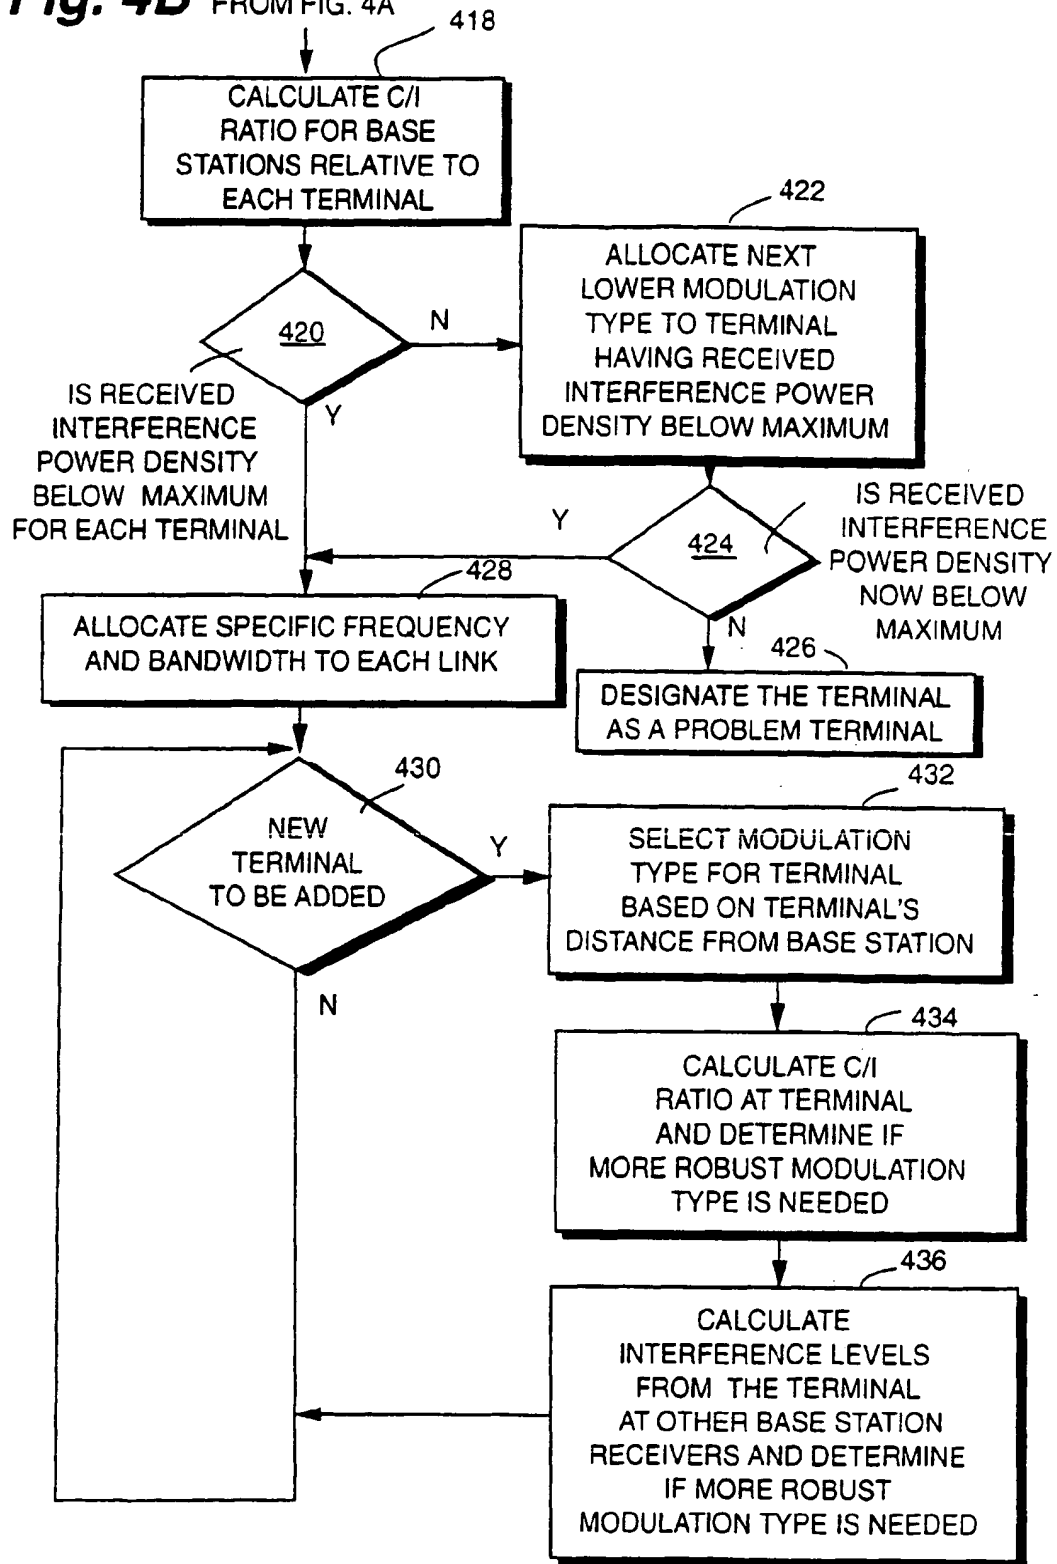 Fig. 4B FROM FIG. 4A
418
CALCULATE C/I
RATIO FOR BASE
STATIONS RELATIVE TO
EACH TERMINAL
422
ALLOCATE NEXT
LOWER MODULATION
TYPE TO TERMINAL
HAVING RECEIVED
INTERFERENCE POWER
DENSITY BELOW MAXIMUM
420
N
Y
IS RECEIVED
INTERFERENCE
POWER DENSITY
BELOW MAXIMUM
FOR EACH TERMINAL
424
Y
N
IS RECEIVED
INTERFERENCE
POWER DENSITY
NOW BELOW
MAXIMUM
428
ALLOCATE SPECIFIC FREQUENCY
AND BANDWIDTH TO EACH LINK
426
DESIGNATE THE TERMINAL
AS A PROBLEM TERMINAL
430
NEW
TERMINAL
TO BE ADDED
Y
N
432
SELECT MODULATION
TYPE FOR TERMINAL
BASED ON TERMINAL'S
DISTANCE FROM BASE STATION
434
CALCULATE C/I
RATIO AT TERMINAL
AND DETERMINE IF
MORE ROBUST MODULATION
TYPE IS NEEDED
436
CALCULATE
INTERFERENCE LEVELS
FROM THE TERMINAL
AT OTHER BASE STATION
RECEIVERS AND DETERMINE
IF MORE ROBUST
MODULATION TYPE IS NEEDED